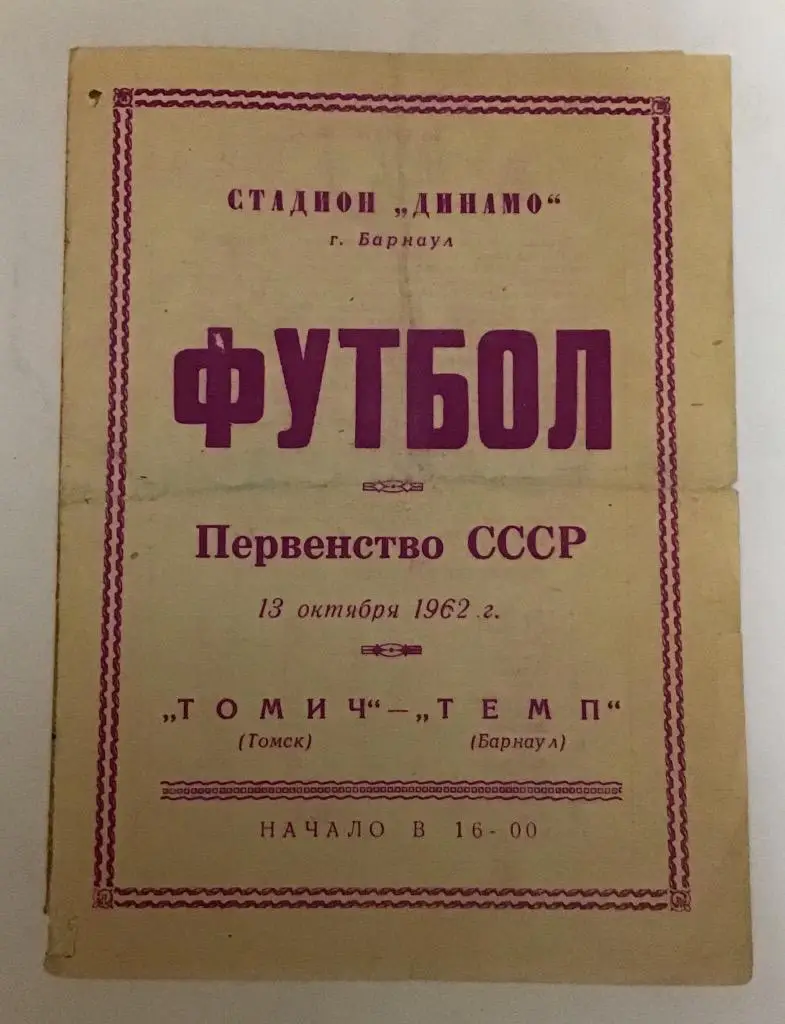 СТАДИОН „ДИНАМО“
г. Барнаул
ФУТБОЛ
Первенство СССР
13 октября 1962 г.
„ТОМИЧ“ — „ТЕМП“
(Томск) (Барнаул)
НАЧАЛО В 16-00